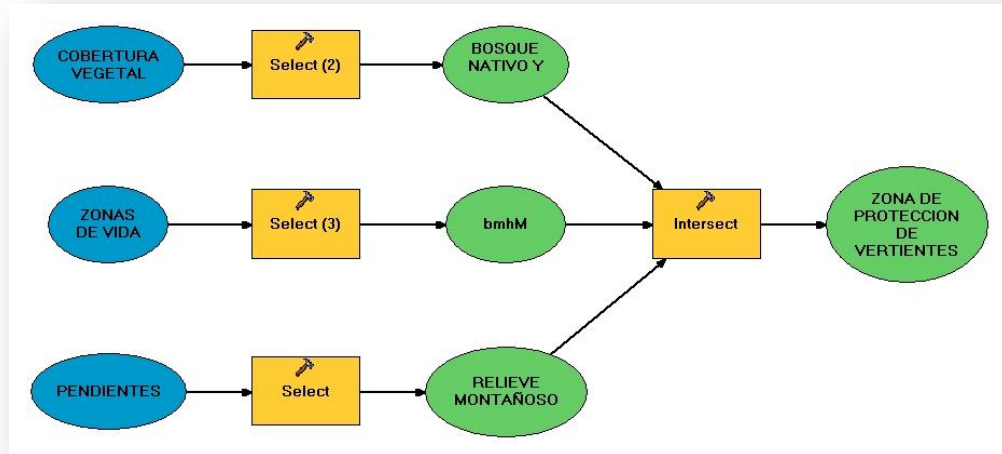 COBERTURA
VEGETAL
Select (2)
BOSQUE
NATIVO Y
ZONAS
DE VIDA
Select (3)
bmhM
Intersect
ZONA DE
PROTECCION
DE
VERTIENTES
PENDIENTES
Select
RELIEVE
MONTAÑOSO